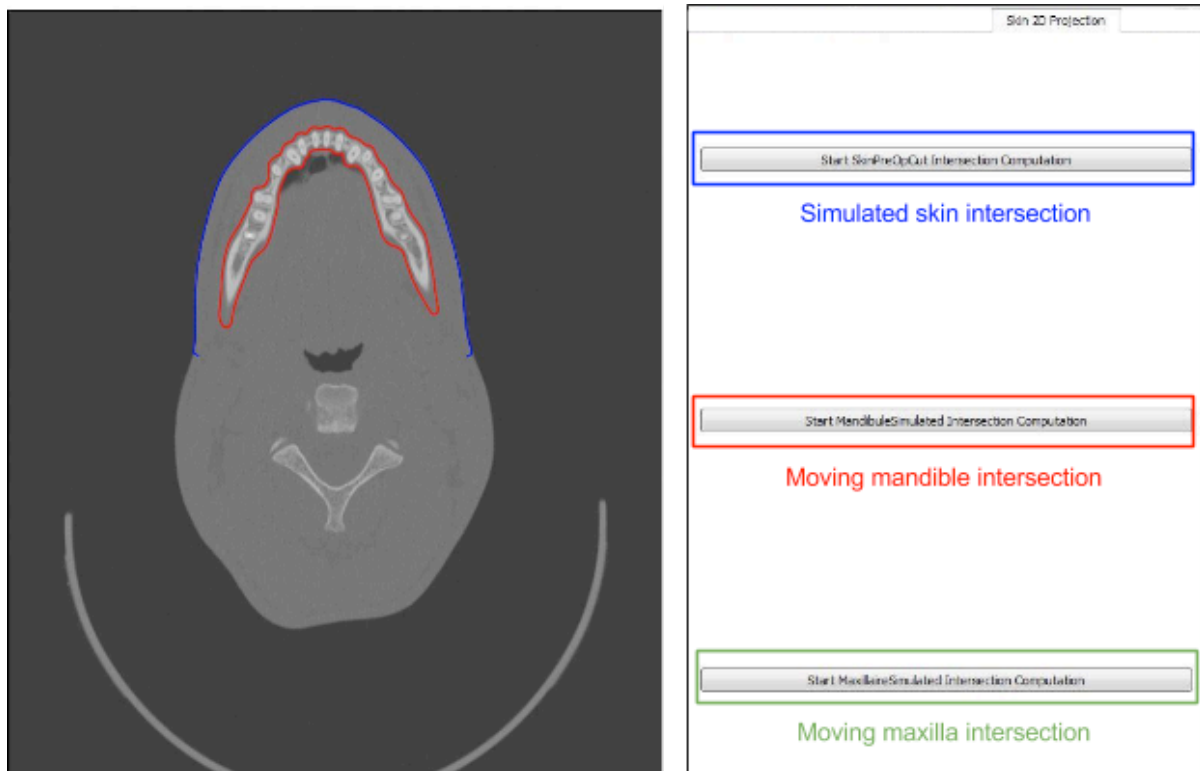 Skin 2D Projection
Start SkinPreOpCut Intersection Computation
Simulated skin intersection
Start MandibuleSimulated Intersection Computation
Moving mandible intersection
Start MaxillaireSimulated Intersection Computation
Moving maxilla intersection